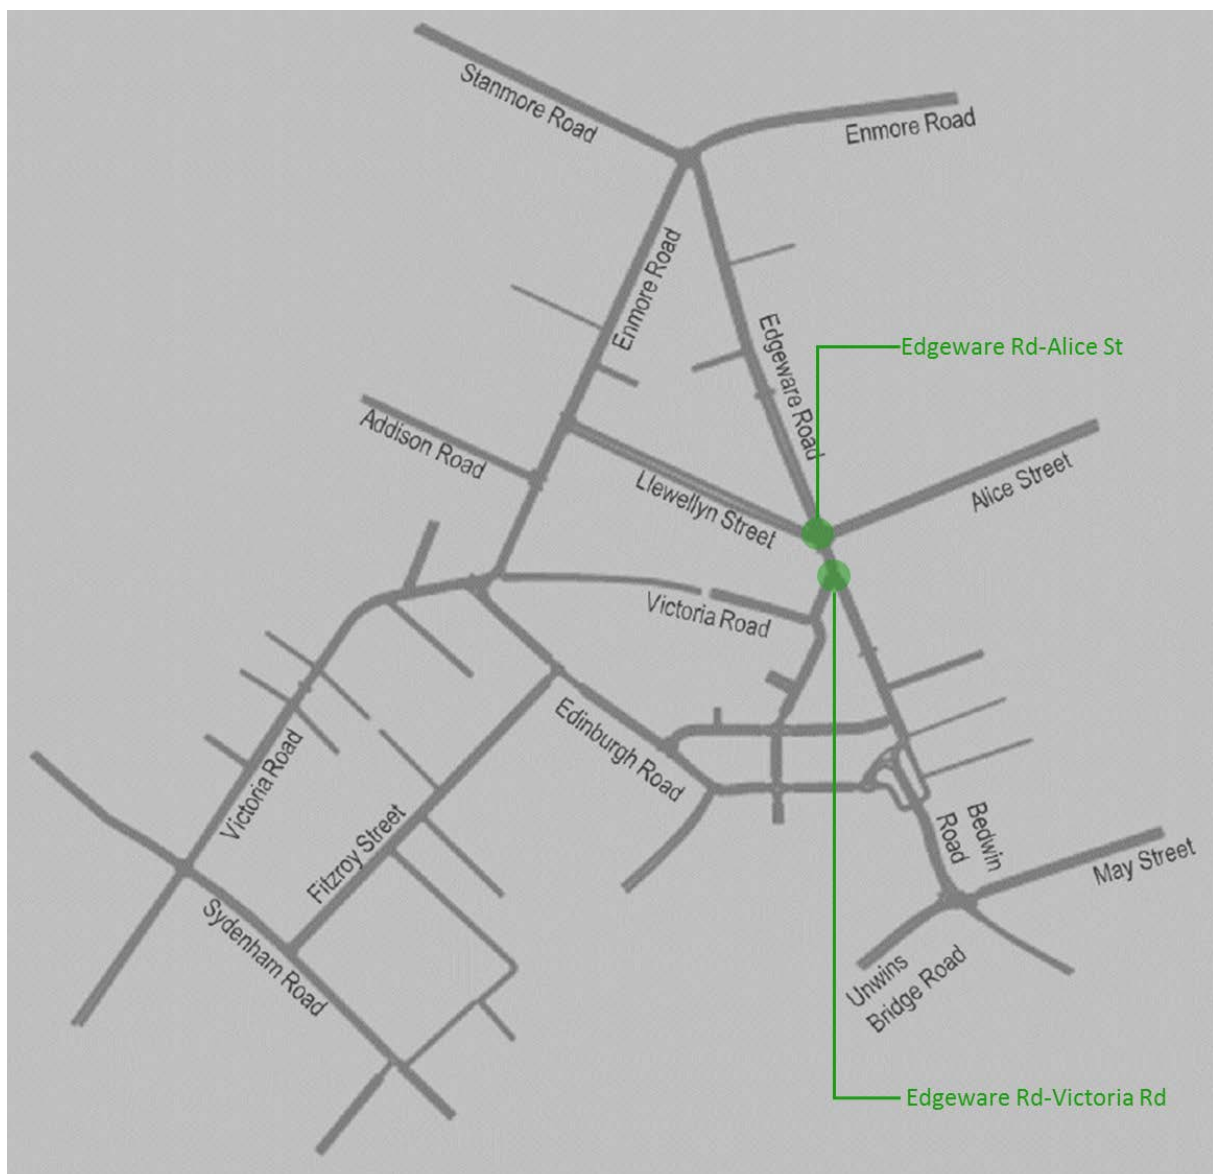 Stanmore Road
Enmore Road
Enmore Road
Edgeware Road
Edgeware Rd-Alice St
Addison Road
Llewellyn Street
Alice Street
Victoria Road
Edinburgh Road
Victoria Road
Fitzroy Street
Bedwin
Road
May Street
Sydenham Road
Unwins
Bridge Road
Edgeware Rd-Victoria Rd